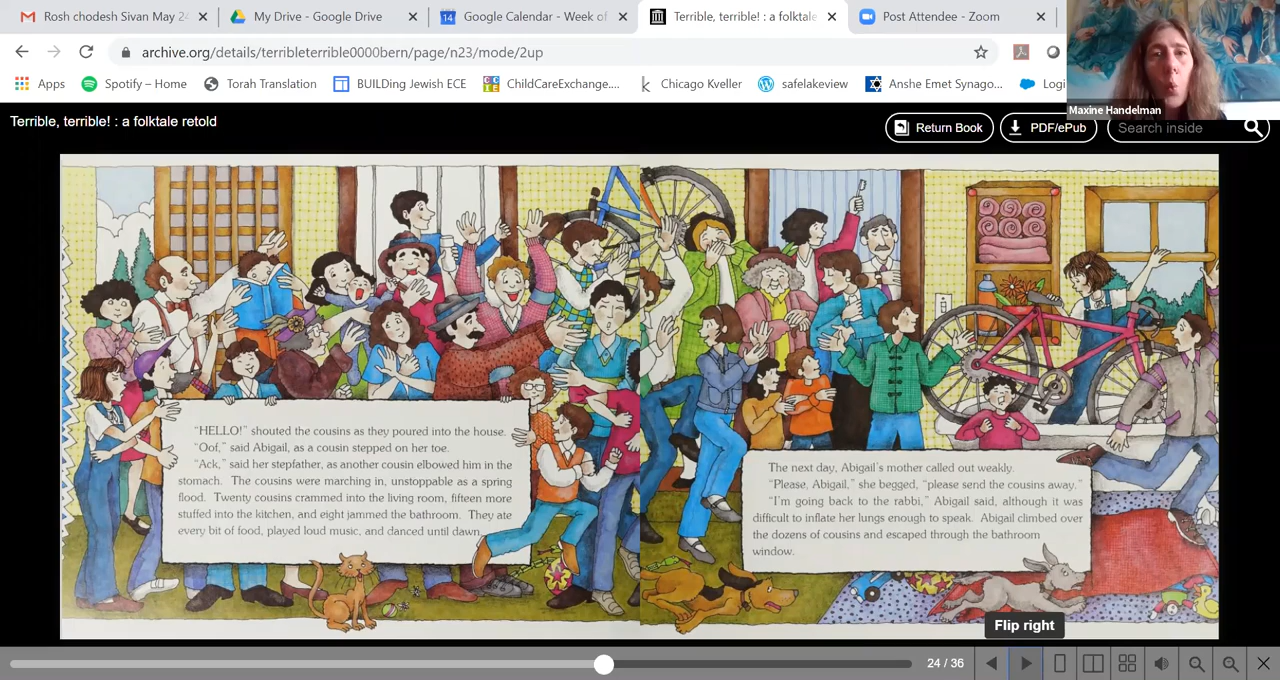 Rosh chodesh Sivan May 24
My Drive - Google Drive
Google Calendar - Week of
Terrible, terrible! : a folktale
Post Attendee - Zoom
archive.org/details/terribleterrible0000bern/page/n23/mode/2up
Apps
Spotify – Home
Torah Translation
BUILDing Jewish ECE
ChildCareExchange....
Chicago Kveller
safelakeview
Anshe Emet Synago...
Logi
Maxine Handelman
Terrible, terrible! : a folktale retold
Return Book
PDF/ePub
Search inside
"HELLO!" shouted the cousins as they poured into the house.
"Oof," said Abigail, as a cousin stepped on her toe.
"Ack," said her stepfather, as another cousin elbowed him in the
stomach. The cousins were marching in, unstoppable as a spring
flood. Twenty cousins crammed into the living room, fifteen more
stuffed into the kitchen, and eight jammed the bathroom. They ate
every bit of food, played loud music, and danced until dawn.
The next day, Abigail's mother called out weakly.
"Please, Abigail," she begged, "please send the cousins away."
"I'm going back to the rabbi," Abigail said, although it was
difficult to inflate her lungs enough to speak. Abigail climbed over
the dozens of cousins and escaped through the bathroom
window.
Flip right
24 / 36